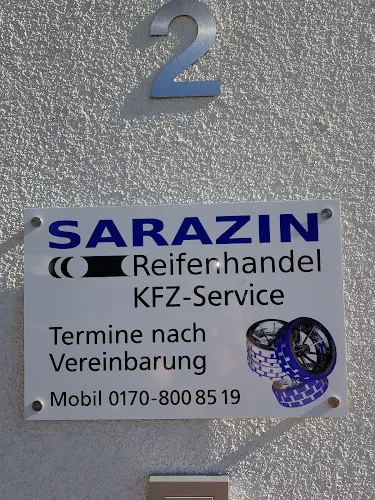 2
SARAZIN
Reifenhandel
KFZ-Service
Termine nach
Vereinbarung
Mobil 0170-800 85 19